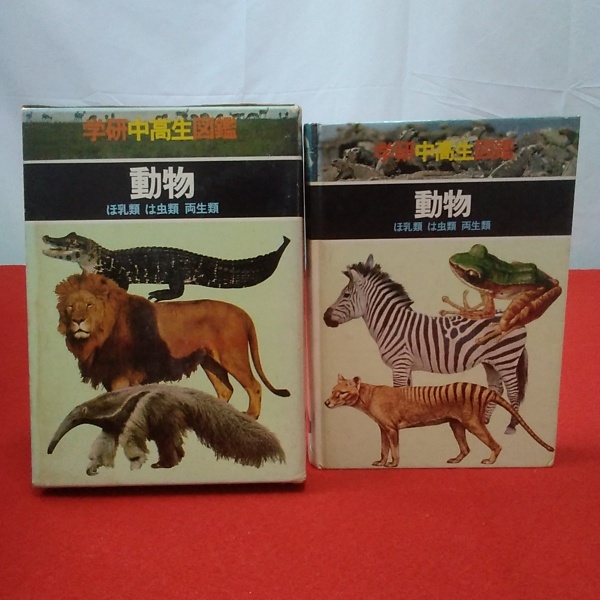 学研中高生図鑑
動物
ほ乳類 は虫類 両生類
学研中高生図鑑
動物
ほ乳類 は虫類 両生類